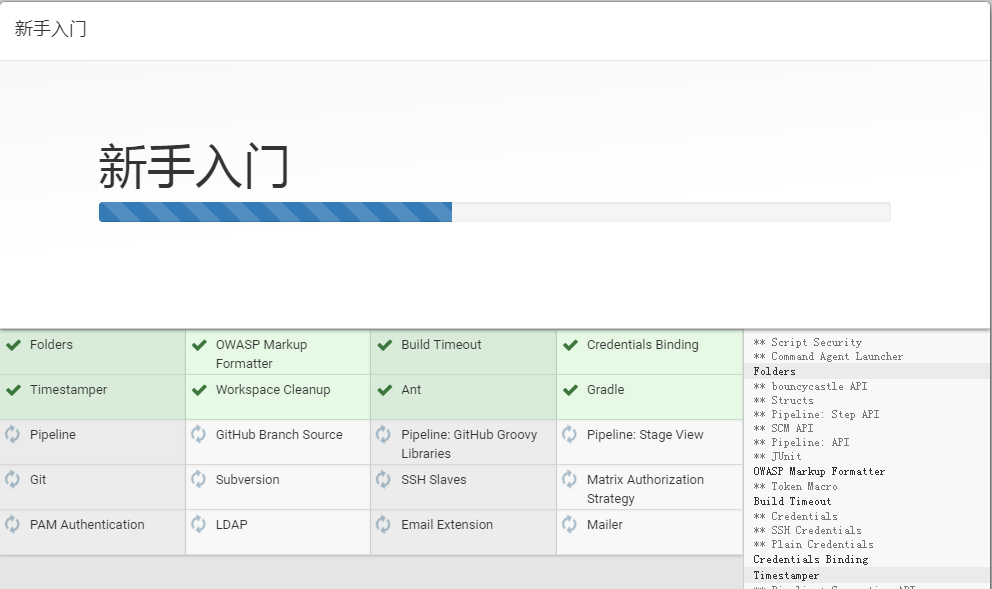 新手入门
新手入门
Folders
OWASP Markup
Formatter
Build Timeout
Credentials Binding
Timestamper
Workspace Cleanup
Ant
Gradle
Pipeline
GitHub Branch Source
Pipeline: GitHub Groovy
Libraries
Pipeline: Stage View
Git
Subversion
SSH Slaves
Matrix Authorization
Strategy
PAM Authentication
LDAP
Email Extension
Mailer
** Script Security
** Command Agent Launcher
Folders
** bouncycastle API
** Structs
** Pipeline: Step API
** SCM API
** Pipeline: API
** JUnit
OWASP Markup Formatter
** Token Macro
Build Timeout
** Credentials
** SSH Credentials
** Plain Credentials
Credentials Binding
Timestamper